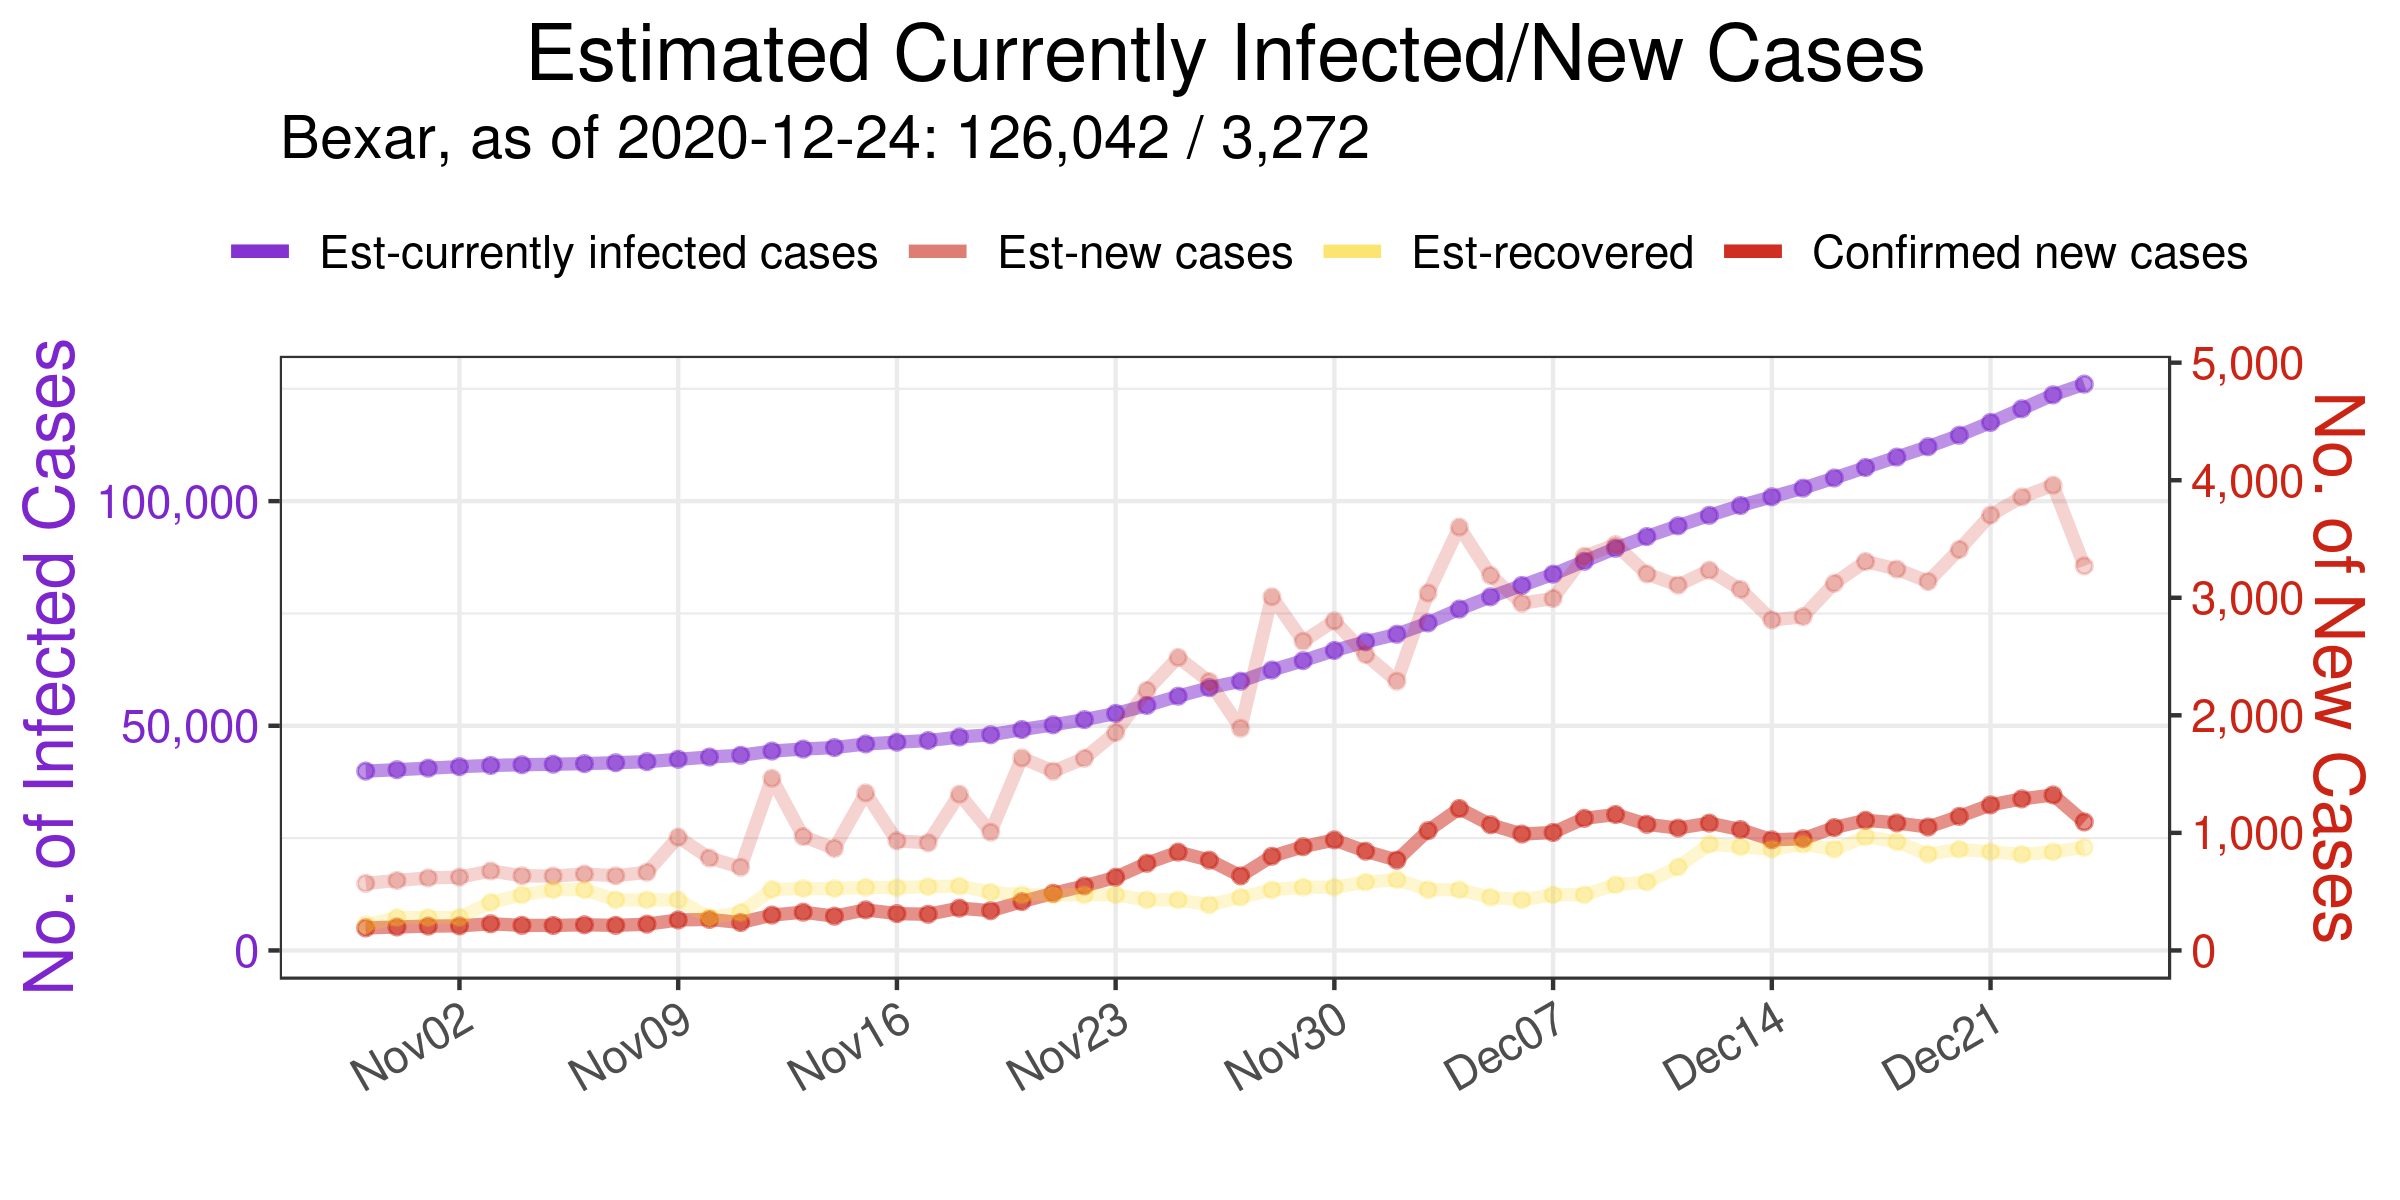 Estimated Currently Infected/New Cases
Bexar, as of 2020-12-24: 126,042 / 3,272
Est-currently infected cases Est-new cases Est-recovered Confirmed new cases
No. of Infected Cases
100,000
50,000
0
5,000
4,000
3,000
2,000
1,000
0
No. of New Cases
Nov02 Nov09 Nov16 Nov23 Nov30 Dec07 Dec14 Dec21